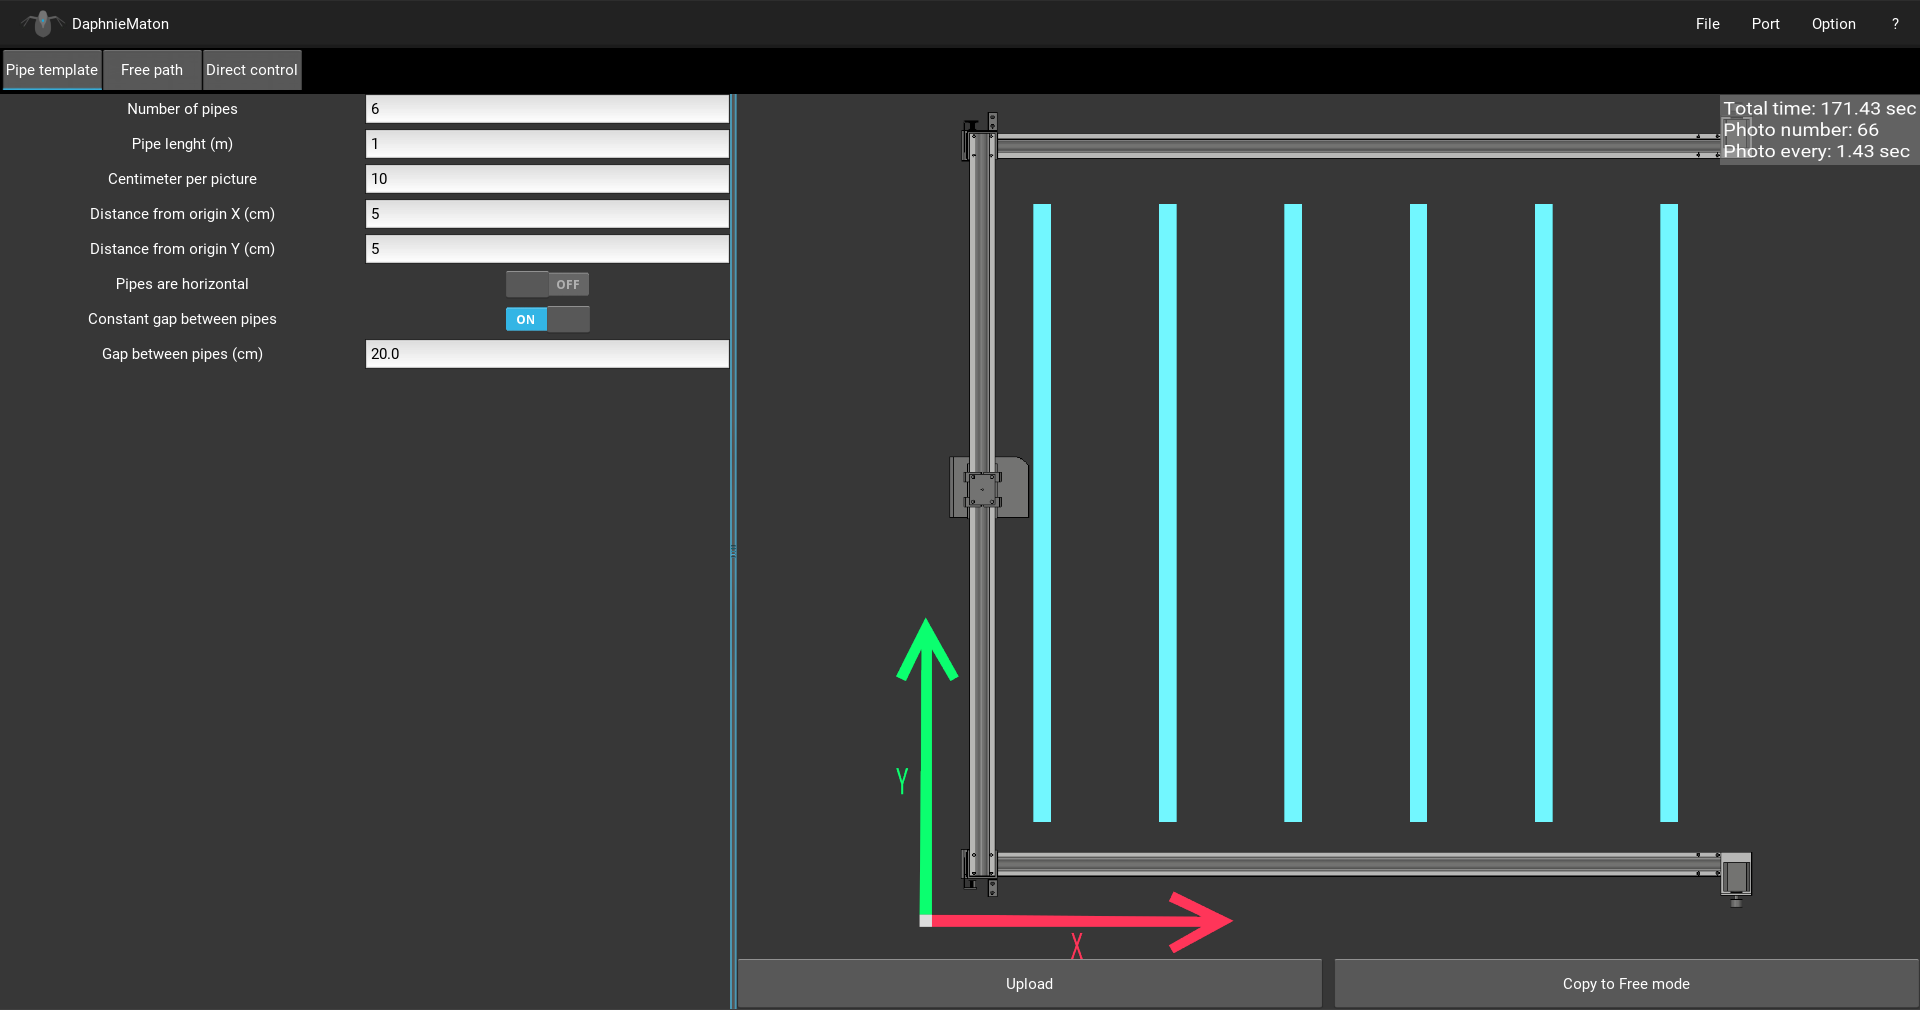 DaphnieMaton
File Port Option ?
Pipe template Free path Direct control
Number of pipes 6
Pipe lenght (m) 1
Centimeter per picture 10
Distance from origin X (cm) 5
Distance from origin Y (cm) 5
Pipes are horizontal OFF
Constant gap between pipes ON
Gap between pipes (cm) 20.0
Total time: 171.43 sec
Photo number: 66
Photo every: 1.43 sec
Y
X
Upload Copy to Free mode